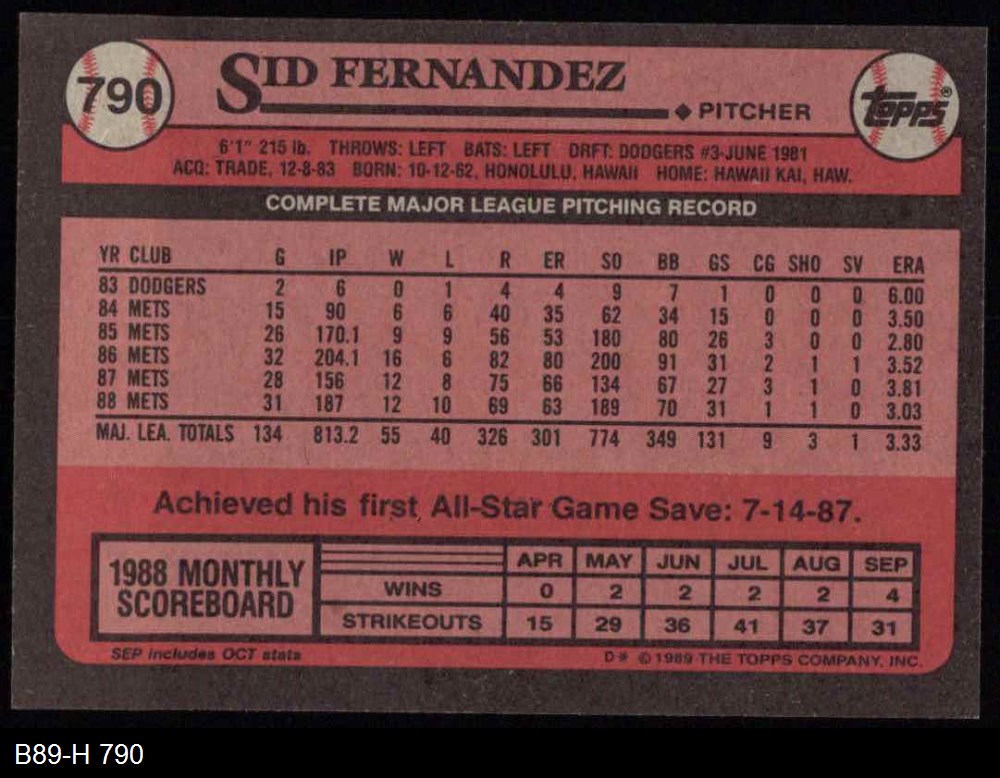 790
SID FERNANDEZ
PITCHER
TOPPS®
6'1" 215 lb. THROWS: LEFT BATS: LEFT DRFT: DODGERS #3-JUNE 1981
ACQ: TRADE, 12-8-83 BORN: 10-12-62, HONOLULU, HAWAII HOME: HAWAII KAI, HAW.
COMPLETE MAJOR LEAGUE PITCHING RECORD
YR CLUB G IP W L R ER SO BB GS CG SHO SV ERA
83 DODGERS 2 6 0 1 4 4 9 7 1 0 0 0 6.00
84 METS 15 90 6 6 40 35 62 34 15 0 0 0 3.50
85 METS 26 170.1 9 9 56 53 180 80 26 3 0 0 2.80
86 METS 32 204.1 16 6 82 80 200 91 31 2 1 1 3.52
87 METS 28 156 12 8 75 66 134 67 27 3 1 0 3.81
88 METS 31 187 12 10 69 63 189 70 31 1 1 0 3.03
MAJ. LEA. TOTALS 134 813.2 55 40 326 301 774 349 131 9 3 1 3.33
Achieved his first All-Star Game Save: 7-14-87.
1988 MONTHLY
SCOREBOARD
APR MAY JUN JUL AUG SEP
WINS 0 2 2 2 2 4
STRIKEOUTS 15 29 36 41 37 31
SEP includes OCT stats
D* © 1989 THE TOPPS COMPANY, INC.
B89-H 790